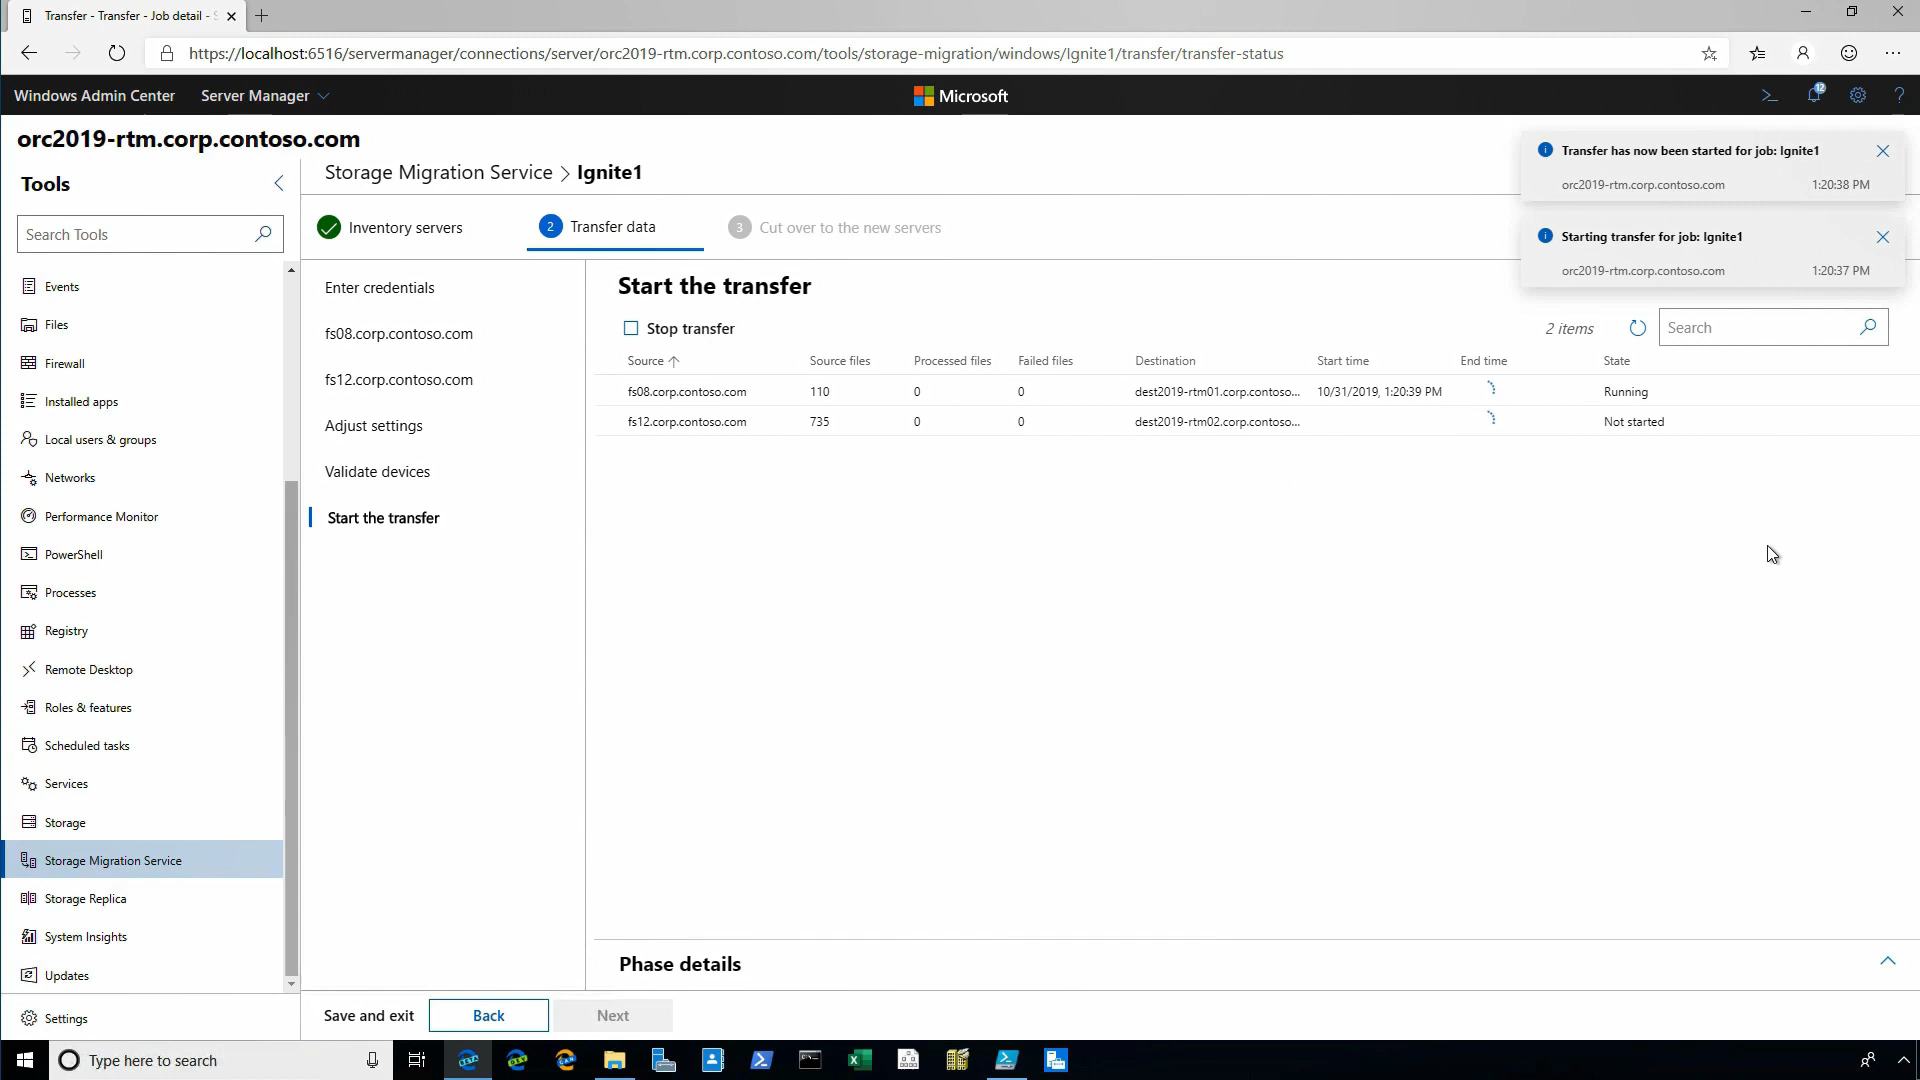 Transfer - Transfer - Job detail -
https://localhost:6516/servermanager/connections/server/orc2019-rtm.corp.contoso.com/tools/storage-migration/windows/Ignite1/transfer/transfer-status
Windows Admin Center Server Manager Microsoft 12 ?
orc2019-rtm.corp.contoso.com
Tools
Search Tools
Events
Files
Firewall
Installed apps
Local users & groups
Networks
Performance Monitor
PowerShell
Processes
Registry
Remote Desktop
Roles & features
Scheduled tasks
Services
Storage
Storage Migration Service
Storage Replica
System Insights
Updates
Settings
Storage Migration Service > Ignite1
Inventory servers 2 Transfer data 3 Cut over to the new servers
Enter credentials
fs08.corp.contoso.com
fs12.corp.contoso.com
Adjust settings
Validate devices
Start the transfer
Transfer has now been started for job: Ignite1
orc2019-rtm.corp.contoso.com 1:20:38 PM
Starting transfer for job: Ignite1
orc2019-rtm.corp.contoso.com 1:20:37 PM
Start the transfer
Stop transfer 2 items Search
Source Source files Processed files Failed files Destination Start time End time State
fs08.corp.contoso.com 110 0 0 dest2019-rtm01.corp.contoso... 10/31/2019, 1:20:39 PM Running
fs12.corp.contoso.com 735 0 0 dest2019-rtm02.corp.contoso... Not started
Phase details
Save and exit Back Next
Type here to search